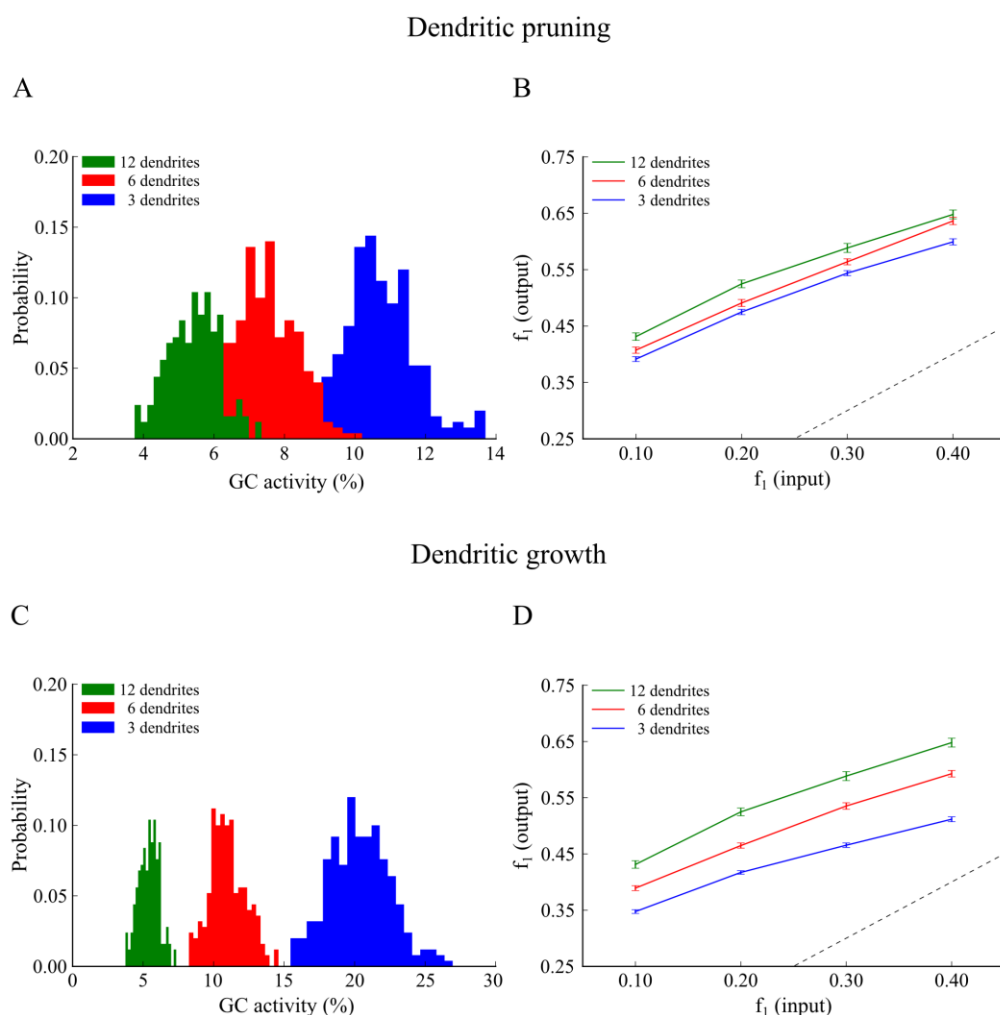 Dendritic pruning
A
B
0.20
0.15
0.10
0.05
0.00
Probability
12 dendrites
6 dendrites
3 dendrites
2
4
6
8
10
12
14
GC activity (%)
0.75
0.65
0.55
0.45
0.35
0.25
f1 (output)
12 dendrites
6 dendrites
3 dendrites
0.10
0.20
0.30
0.40
f1 (input)
Dendritic growth
C
D
0.20
0.15
0.10
0.05
0.00
Probability
12 dendrites
6 dendrites
3 dendrites
0
5
10
15
20
25
30
GC activity (%)
0.75
0.65
0.55
0.45
0.35
0.25
f1 (output)
12 dendrites
6 dendrites
3 dendrites
0.10
0.20
0.30
0.40
f1 (input)